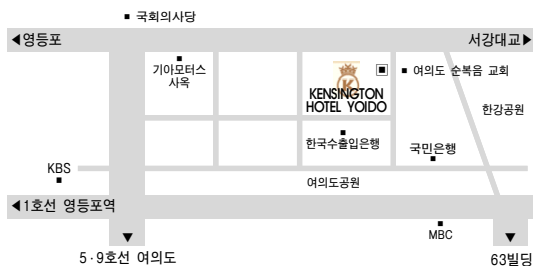 국회의사당
◀영등포
서강대교▶
기아모터스
사옥
KENSINGTON
HOTEL YOIDO
여의도 순복음 교회
한강공원
한국수출입은행
국민은행
KBS
여의도공원
◀1호선 영등포역
MBC
5·9호선 여의도
63빌딩